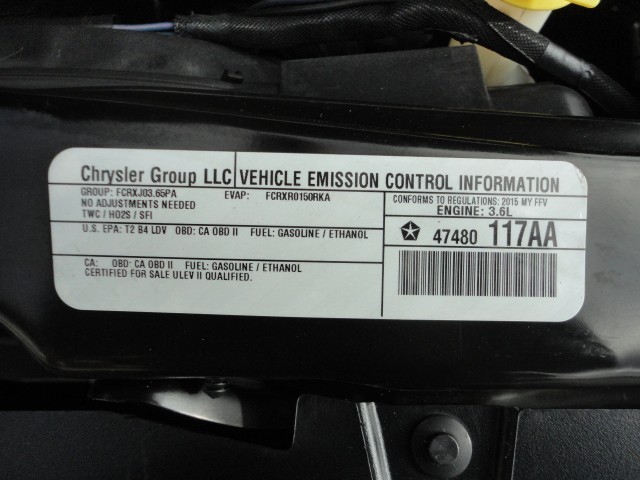 Chrysler Group LLC VEHICLE EMISSION CONTROL INFORMATION
GROUP: FCRXJ03.65PA EVAP: FCRXR0150RKA
NO ADJUSTMENTS NEEDED
TWC / HO2S / SFI
CONFORMS TO REGULATIONS: 2015 MY FFV
ENGINE: 3.6L
U.S. EPA: T2 B4 LDV OBD: CA OBD II FUEL: GASOLINE / ETHANOL
47480 117AA
CA: OBD: CA OBD II FUEL: GASOLINE / ETHANOL
CERTIFIED FOR SALE ULEV II QUALIFIED.